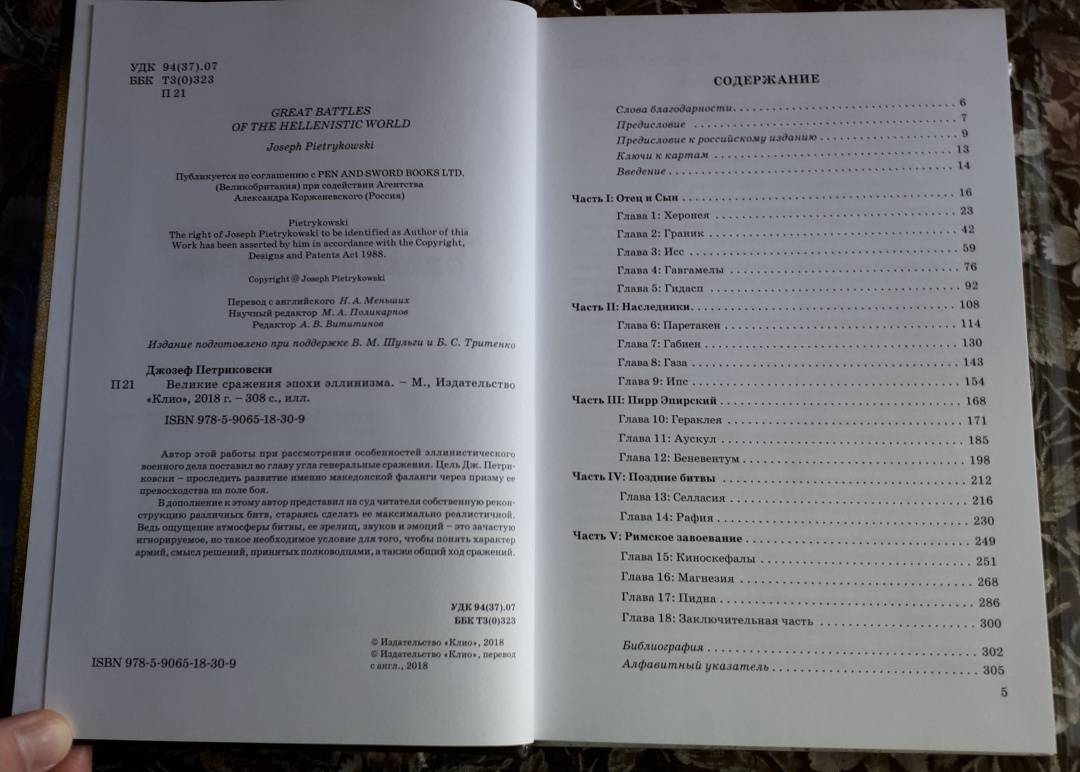 УДК 94(37).07
ББК Т3(0)323
П 21
GREAT BATTLES
OF THE HELLENISTIC WORLD
Joseph Pietrykowski
Публикуется по соглашению с PEN AND SWORD BOOKS LTD.
(Великобритания) при содействии Агентства
Александра Корженевского (Россия)
Pietrykowski
The right of Joseph Pietrykowski to be identified as Author of this
Work has been asserted by him in accordance with the Copyright,
Designs and Patents Act 1988.
Copyright @ Joseph Pietrykowski
Перевод с английского Н. А. Меньших
Научный редактор М. А. Поликарпов
Редактор А. В. Вититинов
Издание подготовлено при поддержке В. М. Шульги и Б. С. Тритенко
Джозеф Петриковски
П 21 Великие сражения эпохи эллинизма. – М., Издательство
«Клио», 2018 г. – 308 с., илл.
ISBN 978-5-9065-18-30-9
Автор этой работы при рассмотрении особенностей эллинистического
военного дела поставил во главу угла генеральные сражения. Цель Дж. Петри-
ковски – проследить развитие именно македонской фаланги через призму ее
превосходства на поле боя.
В дополнение к этому автор представил на суд читателя собственную рекон-
струкцию различных битв, стараясь сделать ее максимально реалистичной.
Ведь ощущение атмосферы битвы, ее зрелищ, звуков и эмоций – это зачастую
игнорируемое, но такое необходимое условие для того, чтобы понять характер
армий, смысл решений, принятых полководцами, а также общий ход сражений.
УДК 94(37).07
ББК Т3(0)323
© Издательство «Клио», 2018
© Издательство «Клио», перевод
с англ., 2018
ISBN 978-5-9065-18-30-9
СОДЕРЖАНИЕ
Слова благодарности 6
Предисловие 7
Предисловие к российскому изданию 9
Ключи к картам 13
Введение 14
Часть I: Отец и Сын 16
Глава 1: Херонея 23
Глава 2: Граник 42
Глава 3: Исс 59
Глава 4: Гавгамелы 76
Глава 5: Гидасп 92
Часть II: Наследники 108
Глава 6: Паретакен 114
Глава 7: Габиен 130
Глава 8: Газа 143
Глава 9: Ипс 154
Часть III: Пирр Эпирский 168
Глава 10: Гераклея 171
Глава 11: Аускул 185
Глава 12: Беневентум 198
Часть IV: Поздние битвы 212
Глава 13: Селласия 216
Глава 14: Рафия 230
Часть V: Римское завоевание 249
Глава 15: Киноскефалы 251
Глава 16: Магнезия 268
Глава 17: Пидна 286
Глава 18: Заключительная часть 300
Библиография 302
Алфавитный указатель 305
5